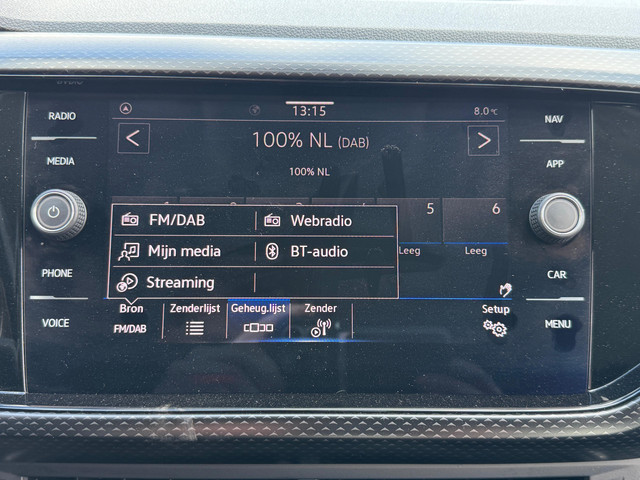 RADIO
MEDIA
PHONE
VOICE
13:15
8.0°C
100% NL (DAB)
100% NL
FM/DAB
Webradio
Mijn media
BT-audio
Streaming
5
6
Leeg
Leeg
Bron
FM/DAB
Zenderlijst
Geheug.lijst
Zender
Setup
NAV
APP
CAR
MENU